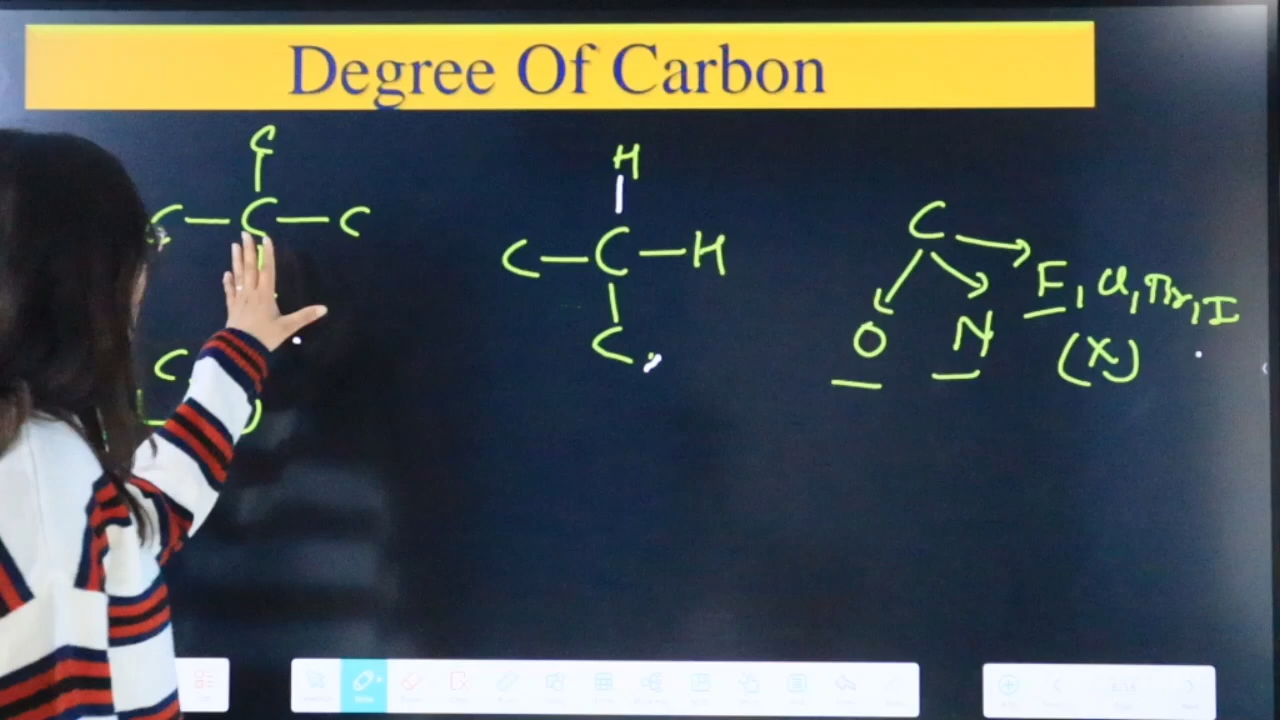 Degree Of Carbon
C
C — C — C
C
H
C — C — H
C
C
O N F, Cl, Br, I
(X)